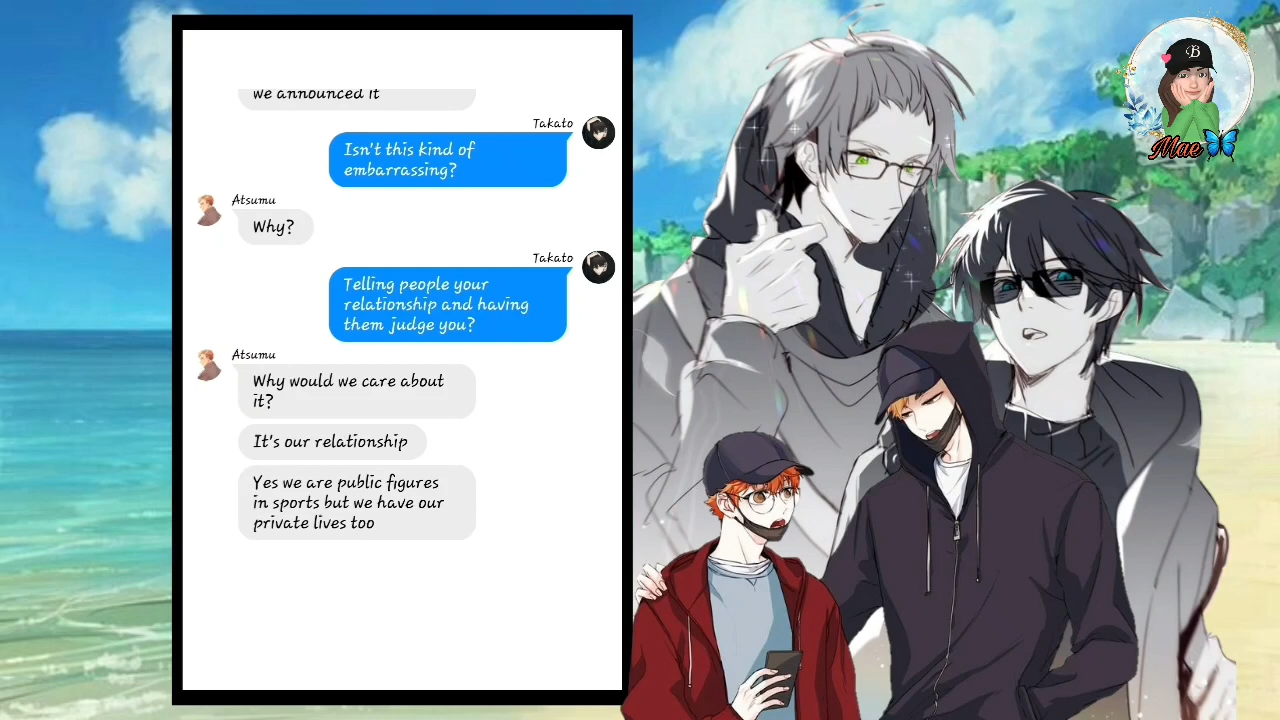 we announced it
Takato
Isn't this kind of
embarrassing?
Atsumu
Why?
Takato
Telling people your
relationship and having
them judge you?
Atsumu
Why would we care about
it?
It's our relationship
Yes we are public figures
in sports but we have our
private lives too
B
Mae